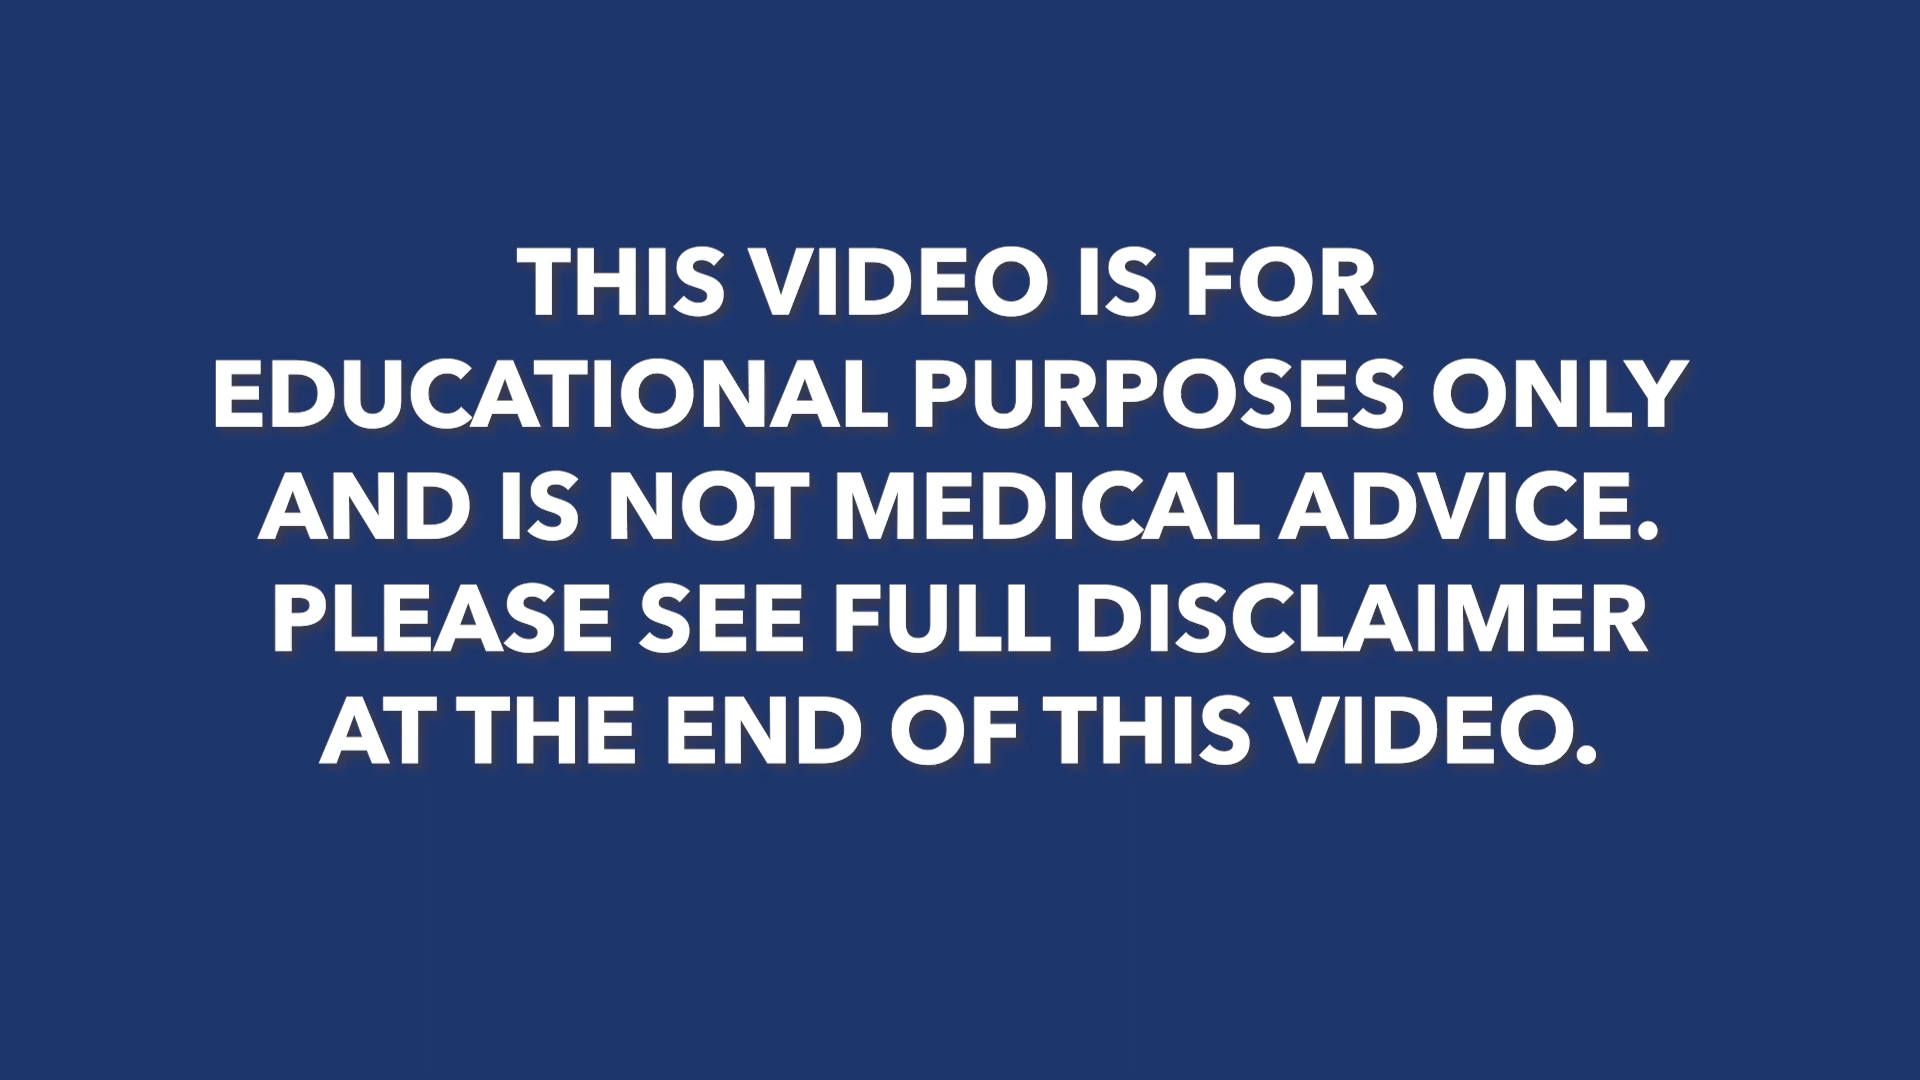 THIS VIDEO IS FOR
EDUCATIONAL PURPOSES ONLY
AND IS NOT MEDICAL ADVICE.
PLEASE SEE FULL DISCLAIMER
AT THE END OF THIS VIDEO.